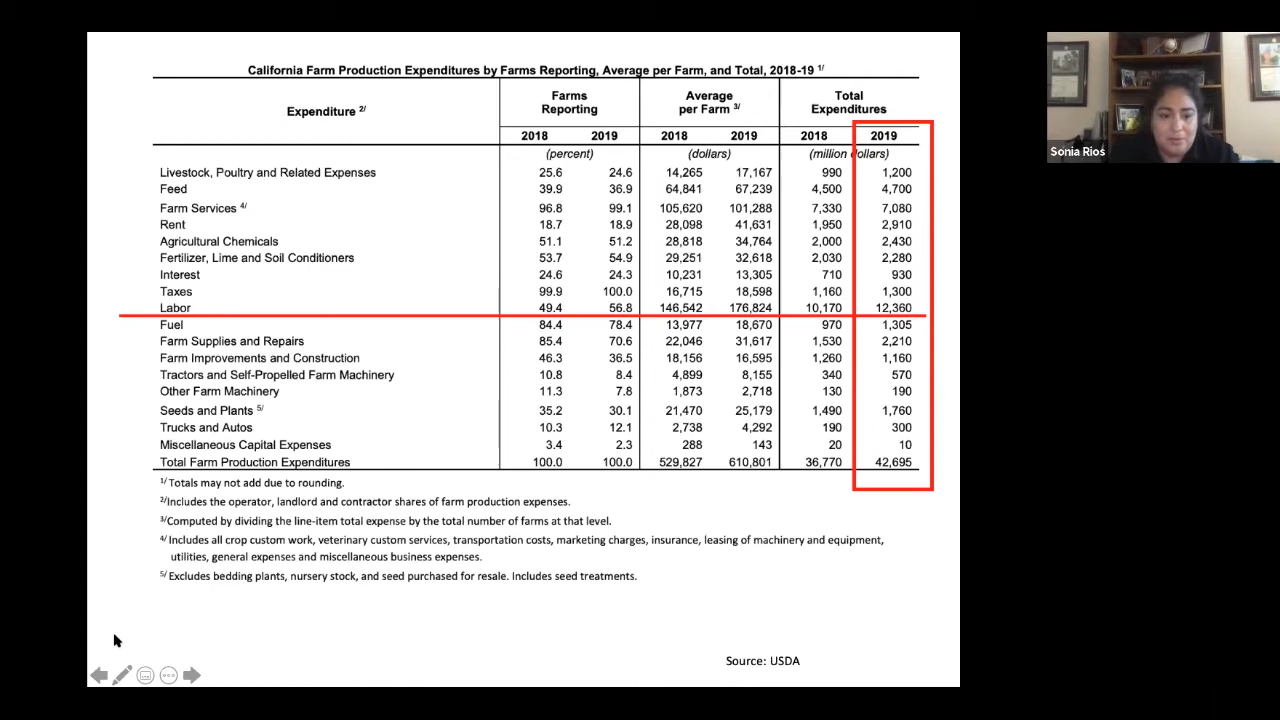 California Farm Production Expenditures by Farms Reporting, Average per Farm, and Total, 2018-19 1/
Expenditure 2/ Farms Reporting Average per Farm 3/ Total Expenditures
2018 2019 2018 2019 2018 2019
(percent) (dollars) (million dollars)
Livestock, Poultry and Related Expenses 25.6 24.6 14,265 17,167 990 1,200
Feed 39.9 36.9 64,841 67,239 4,500 4,700
Farm Services 4/ 96.8 99.1 105,620 101,288 7,330 7,080
Rent 18.7 18.9 28,098 41,631 1,950 2,910
Agricultural Chemicals 51.1 51.2 28,818 34,764 2,000 2,430
Fertilizer, Lime and Soil Conditioners 53.7 54.9 29,251 32,618 2,030 2,280
Interest 24.6 24.3 10,231 13,305 710 930
Taxes 99.9 100.0 16,715 18,598 1,160 1,300
Labor 49.4 56.8 146,542 176,824 10,170 12,360
Fuel 84.4 78.4 13,977 18,670 970 1,305
Farm Supplies and Repairs 85.4 70.6 22,046 31,617 1,530 2,210
Farm Improvements and Construction 46.3 36.5 18,156 16,595 1,260 1,160
Tractors and Self-Propelled Farm Machinery 10.8 8.4 4,899 8,155 340 570
Other Farm Machinery 11.3 7.8 1,873 2,718 130 190
Seeds and Plants 5/ 35.2 30.1 21,470 25,179 1,490 1,760
Trucks and Autos 10.3 12.1 2,738 4,292 190 300
Miscellaneous Capital Expenses 3.4 2.3 288 143 20 10
Total Farm Production Expenditures 100.0 100.0 529,827 610,801 36,770 42,695
1/ Totals may not add due to rounding.
2/Includes the operator, landlord and contractor shares of farm production expenses.
3/Computed by dividing the line-item total expense by the total number of farms at that level.
4/ Includes all crop custom work, veterinary custom services, transportation costs, marketing charges, insurance, leasing of machinery and equipment,
utilities, general expenses and miscellaneous business expenses.
5/ Excludes bedding plants, nursery stock, and seed purchased for resale. Includes seed treatments.
Source: USDA
Sonia Rios